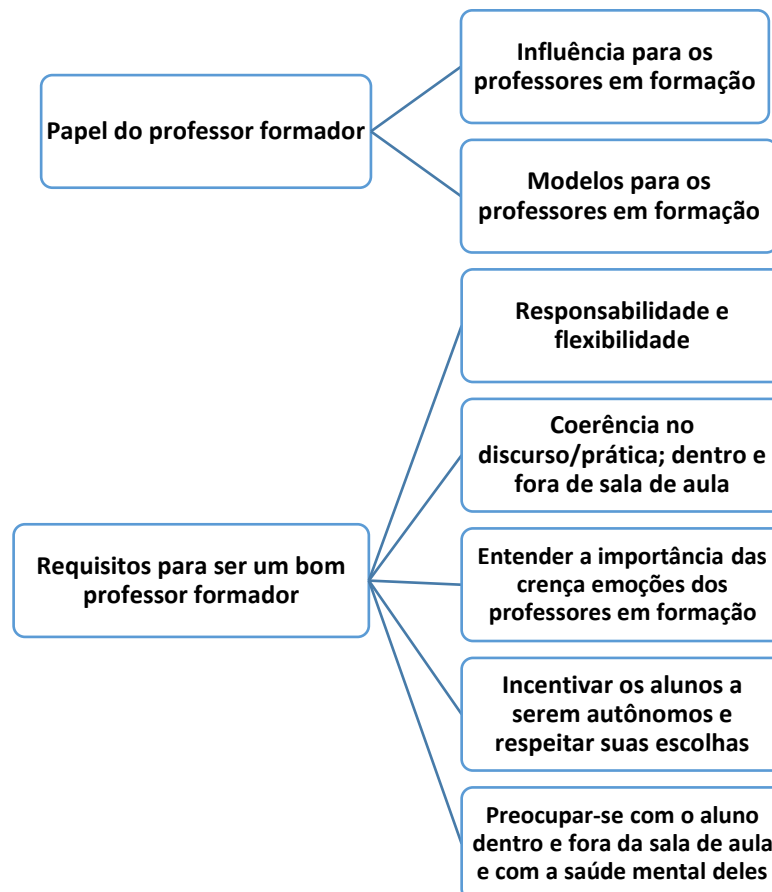 Papel do professor formador
Influência para os
professores em formação
Modelos para os
professores em formação
Requisitos para ser um bom
professor formador
Responsabilidade e
flexibilidade
Coerência no
discurso/prática; dentro e
fora de sala de aula
Entender a importância das
crença emoções dos
professores em formação
Incentivar os alunos a
serem autônomos e
respeitar suas escolhas
Preocupar-se com o aluno
dentro e fora da sala de aula
e com a saúde mental deles